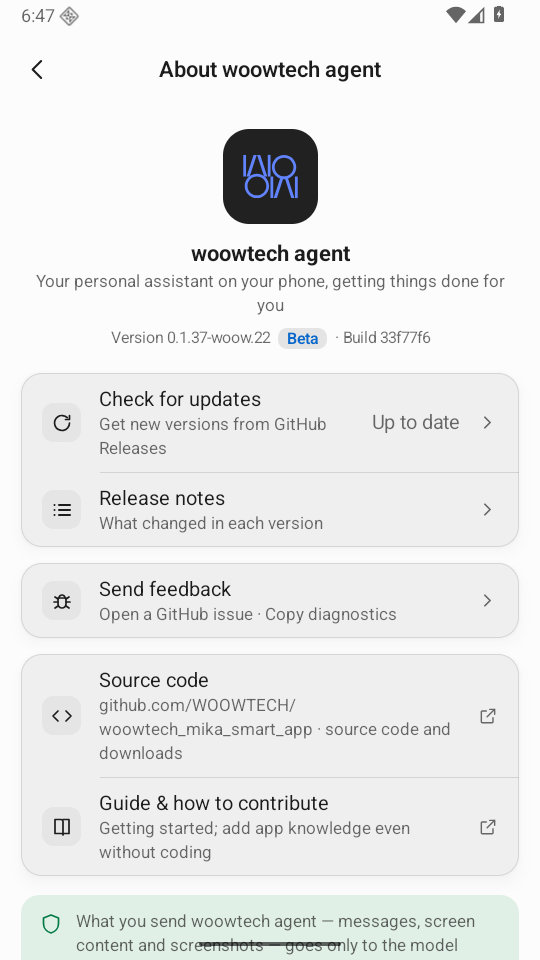 6:47
About woowtech agent
woowtech agent
Your personal assistant on your phone, getting things done for
you
Version 0.1.37-woow.22 Beta · Build 33f77f6
Check for updates
Get new versions from GitHub
Releases
Up to date
Release notes
What changed in each version
Send feedback
Open a GitHub issue · Copy diagnostics
Source code
github.com/WOOWTECH/
woowtech_mika_smart_app · source code and
downloads
Guide & how to contribute
Getting started; add app knowledge even
without coding
What you send woowtech agent — messages, screen
content and screenshots — goes only to the model